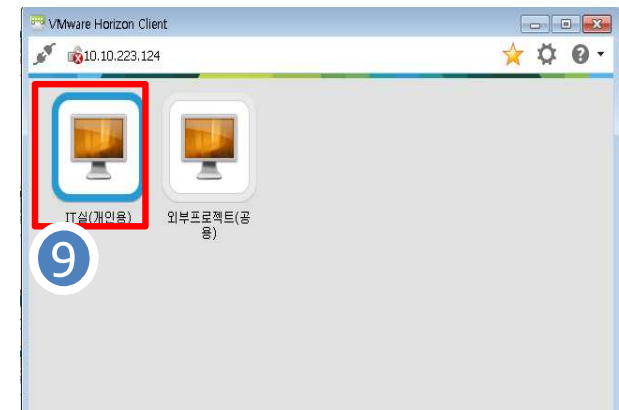 VMware Horizon Client
10.10.223.124
IT실(개인용)
외부프로젝트(공
용)
9